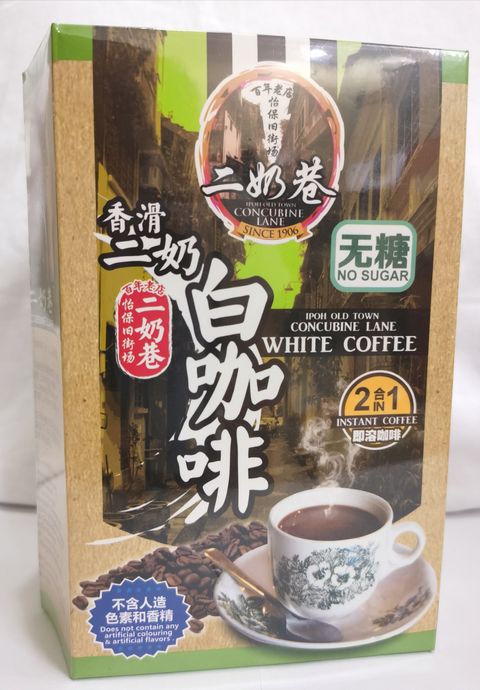 百年老店
怡保旧街场
二奶巷
IPOH OLD TOWN
CONCUBINE
LANE
SINCE 1906
香滑
二奶
白咖啡
百年老店
怡保旧街场
二奶巷
无糖
NO SUGAR
IPOH OLD TOWN
CONCUBINE LANE
WHITE COFFEE
2合1
IN
INSTANT COFFEE
即溶咖啡
不含人造
色素和香精
Does not contain any
artificial colouring
& artificial flavors